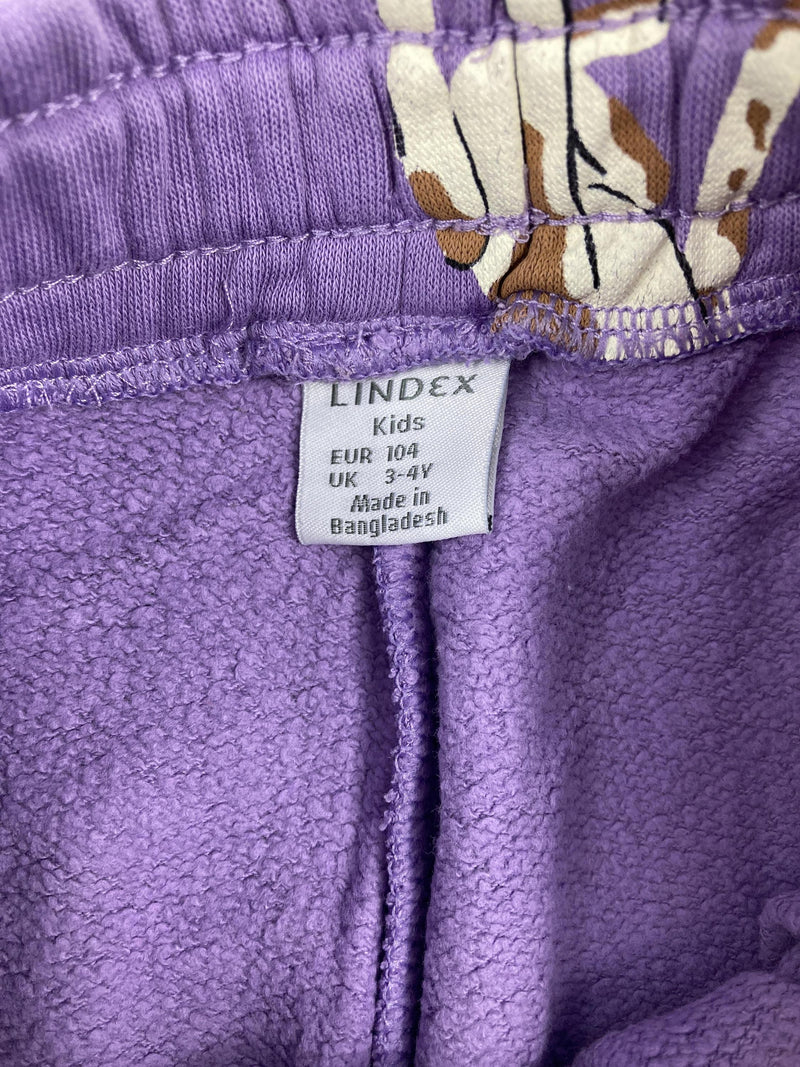 LINDEX
Kids
EUR 104
UK 3-4Y
Made in
Bangladesh